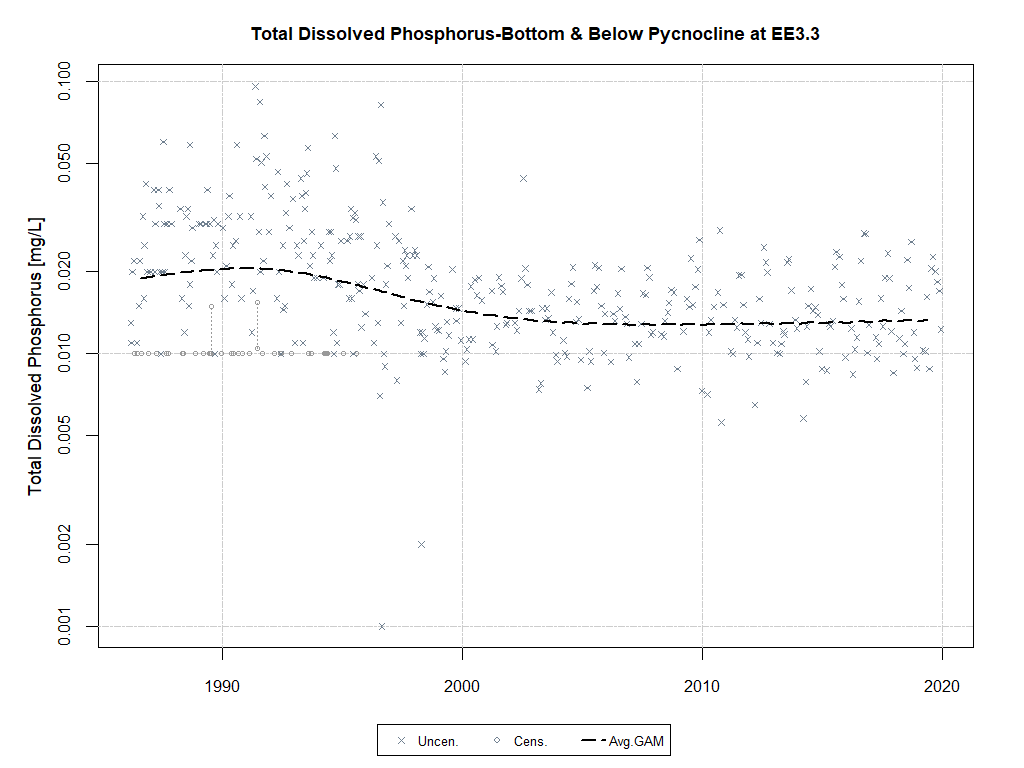 Total Dissolved Phosphorus-Bottom & Below Pycnocline at EE3.3
Total Dissolved Phosphorus [mg/L]
0.100
0.050
0.020
0.010
0.005
0.002
0.001
1990 2000 2010 2020
Uncen. Cens. Avg.GAM